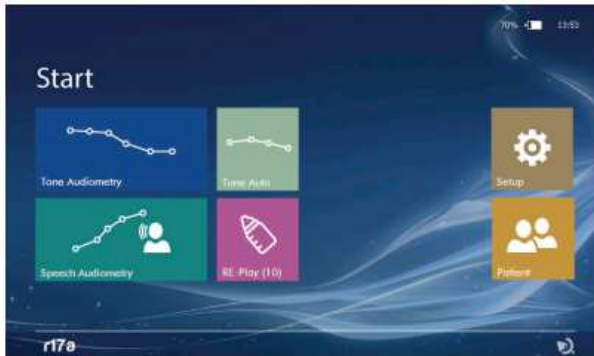 70% 13:53
Start
Tone Audiometry
Tone Auto
Setup
Speech Audiometry
RE-Play (10)
Patient
r17a